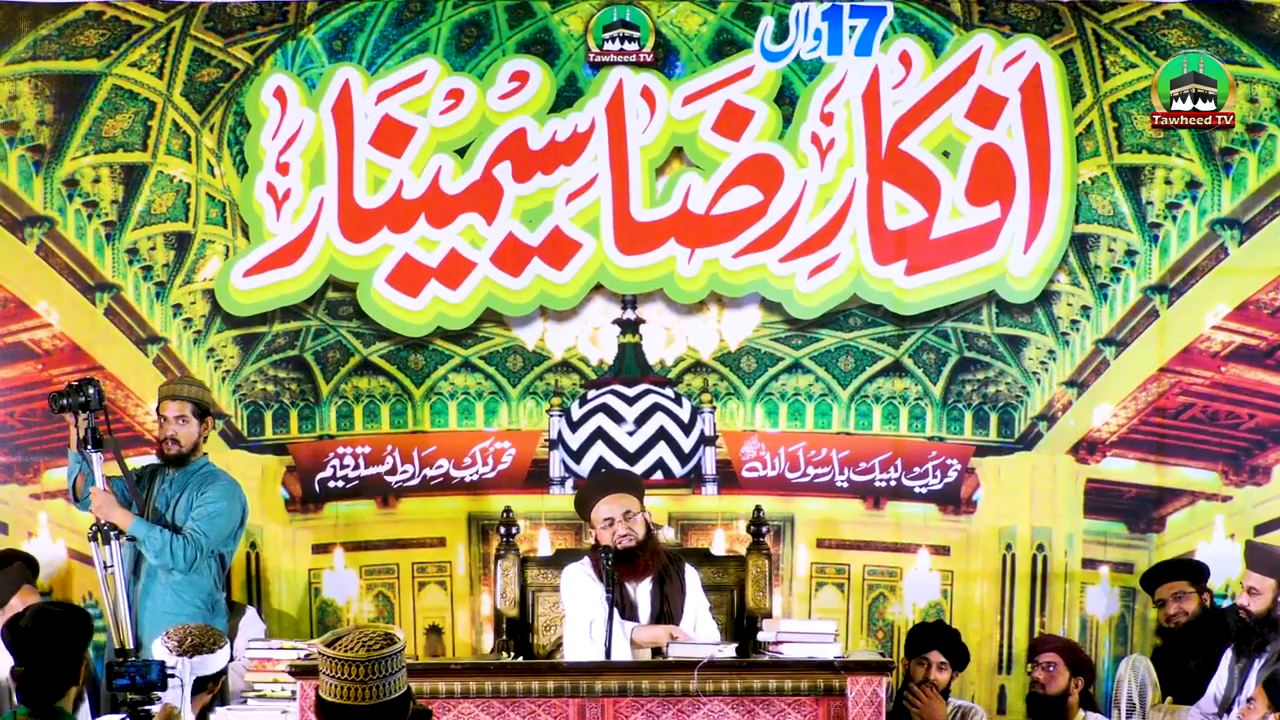 17واں
افکارِ رضا سیمینار
تحریکِ صراطِ مستقیم
تحریک لبیک یا رسول اللہ ﷺ
Tawheed TV
Tawheed TV